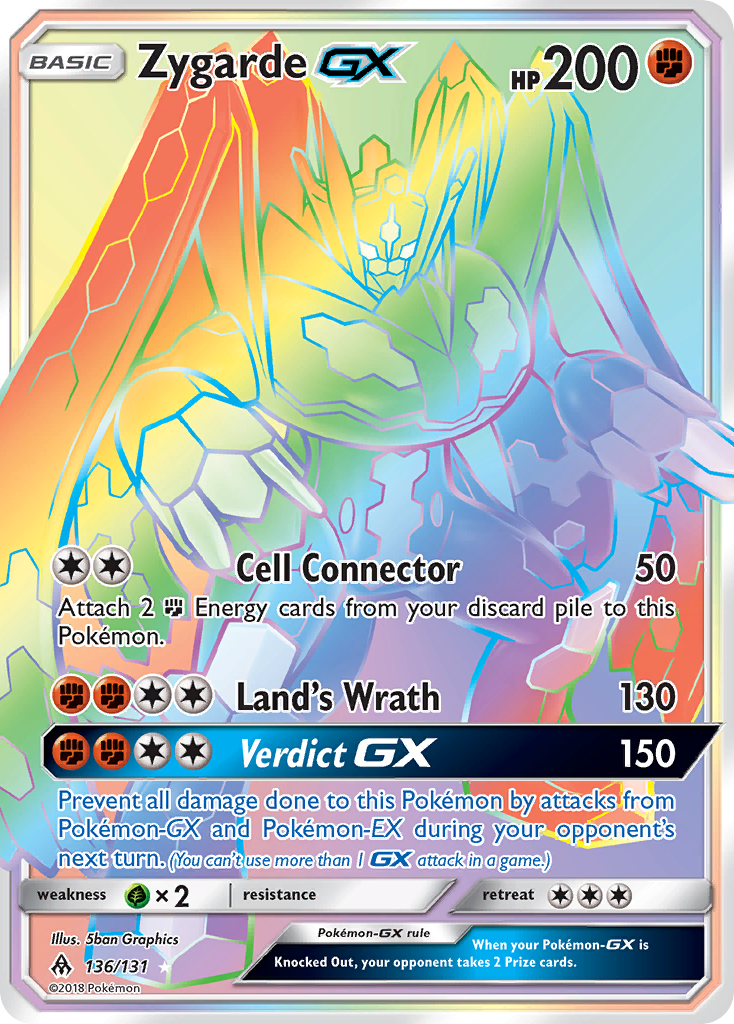 BASIC Zygarde GX HP 200
Cell Connector 50
Attach 2 Energy cards from your discard pile to this
Pokémon.
Land's Wrath 130
Verdict GX 150
Prevent all damage done to this Pokémon by attacks from
Pokémon-GX and Pokémon-EX during your opponent's
next turn. (You can't use more than 1 GX attack in a game.)
weakness ×2 resistance retreat
Illus. 5ban Graphics
136/131
©2018 Pokémon
Pokémon-GX rule
When your Pokémon-GX is
Knocked Out, your opponent takes 2 Prize cards.